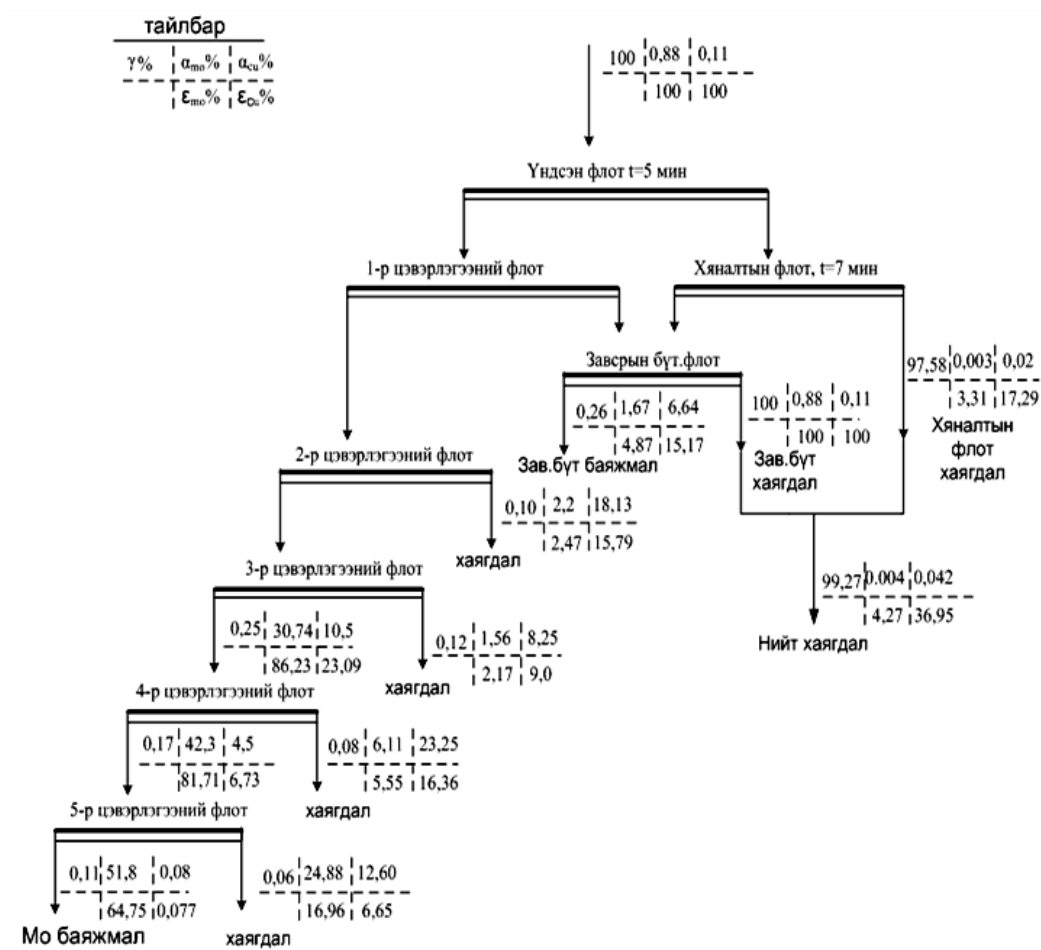 тайлбар
γ% αmo% αcu%
Ɛmo% ƐCu%
100 0,88 0,11
100 100
Үндсэн флот t=5 мин
1-р цэвэрлэгээний флот
Хяналтын флот, t=7 мин
Завсрын бүт.флот
97,58 0,003 0,02
3,31 17,29
Хяналтын
флот
хаягдал
0,26 1,67 6,64
4,87 15,17
Зав.бүт баяжмал
100 0,88 0,11
100 100
Зав.бүт
хаягдал
2-р цэвэрлэгээний флот
0,10 2,2 18,13
2,47 15,79
хаягдал
3-р цэвэрлэгээний флот
99,27 0.004 0,042
4,27 36,95
Нийт хаягдал
0,25 30,74 10,5
86,23 23,09
0,12 1,56 8,25
2,17 9,0
хаягдал
4-р цэвэрлэгээний флот
0,17 42,3 4,5
81,71 6,73
0,08 6,11 23,25
5,55 16,36
хаягдал
5-р цэвэрлэгээний флот
0,11 51,8 0,08
64,75 0,077
0,06 24,88 12,60
16,96 6,65
Мо баяжмал
хаягдал